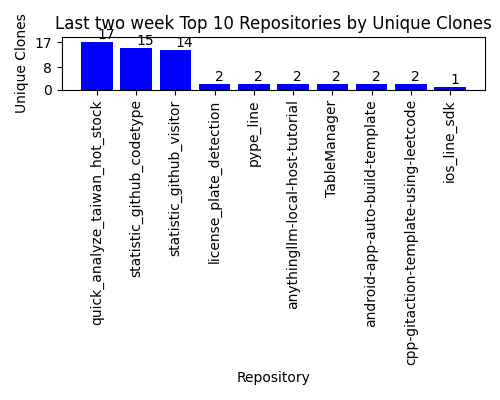 Last two week Top 10 Repositories by Unique Clones
Unique Clones
17
8
0
17
15
14
2
2
2
2
2
2
1
quick_analyze_taiwan_hot_stock
statistic_github_codetype
statistic_github_visitor
license_plate_detection
pype_line
anythingllm-local-host-tutorial
TableManager
android-app-auto-build-template
cpp-gitaction-template-using-leetcode
ios_line_sdk
Repository